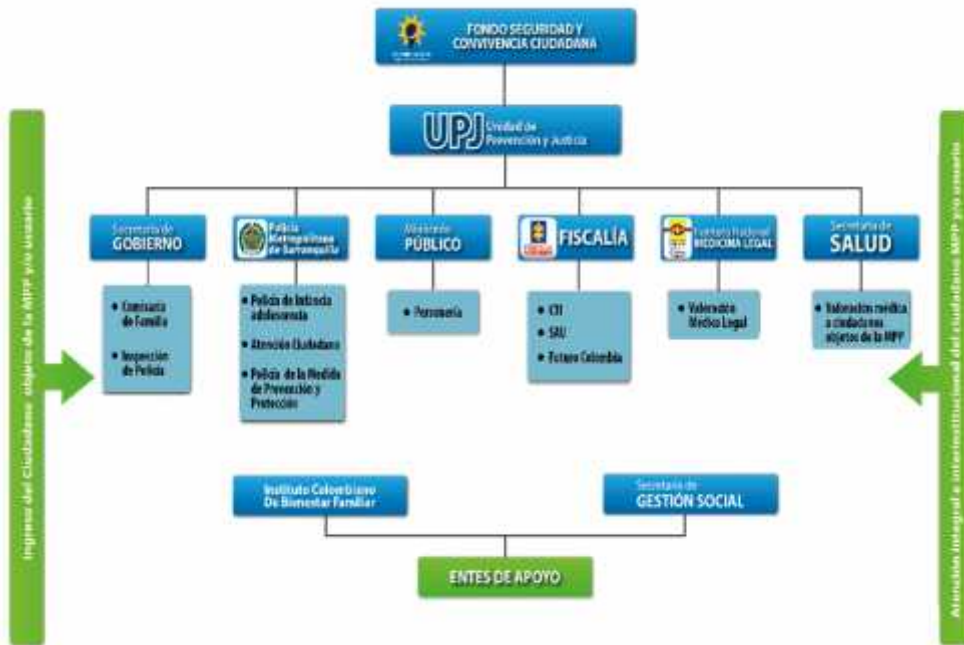 FONDO SEGURIDAD Y
CONVIVENCIA CIUDADANA
UPJ Unidad de
Prevención y Justicia
Secretaría de
GOBIERNO
Policía
Metropolitana
de Barranquilla
Ministerio
PÚBLICO
FISCALÍA
Instituto Nacional
MEDICINA LEGAL
Secretaría de
SALUD
• Comisaría
de Familia
• Inspección
de Policía
• Policía de Infancia
adolescencia
• Atención Ciudadano
• Policía de la Medida
de Prevención y
Protección
• Personería
• CTI
• SAU
• Futuro Colombia
• Valoración
Médico Legal
• Valoración médica
a ciudadanos
objetos de la MPP
Instituto Colombiano
De Bienestar Familiar
Secretaría de
GESTIÓN SOCIAL
ENTES DE APOYO
Ingreso del Ciudadano objeto de la MPP y/o usuario
Atención integral e interinstitucional del ciudadano MPP y/o usuario